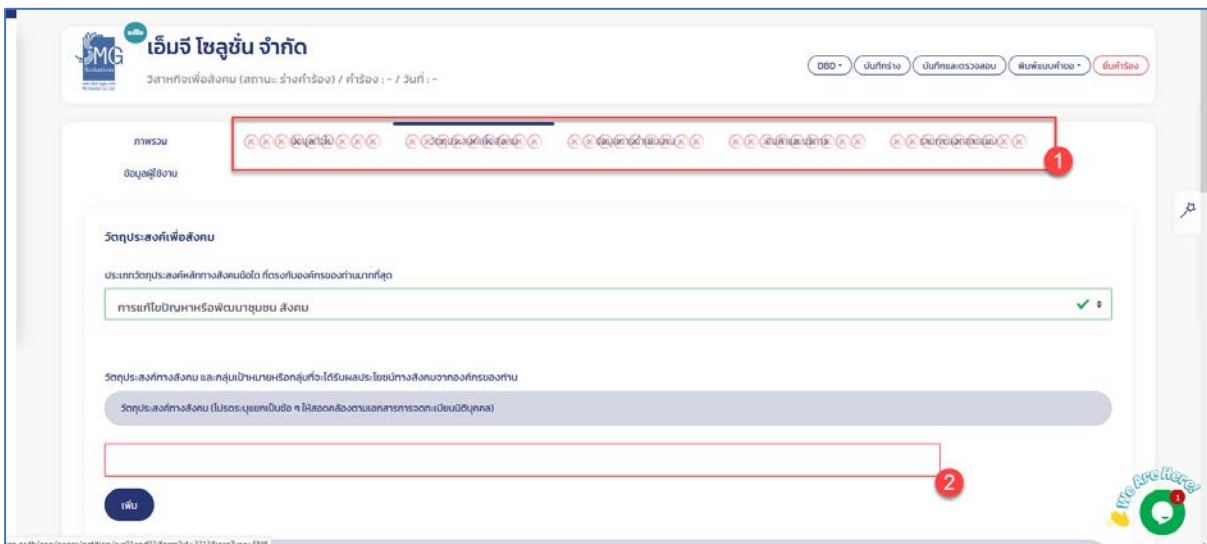 MG
Solution
แก้ไข
เอ็มจี โซลูชั่น จำกัด
วิสาหกิจเพื่อสังคม (สถานะ: ร่างคำร้อง) / คำร้อง : - / วันที่ : -
DBD
บันทึกร่าง
บันทึกและตรวจสอบ
พิมพ์แบบคำขอ
ยื่นคำร้อง
ภาพรวม
ข้อมูลทั่วไป
วัตถุประสงค์เพื่อสังคม
ข้อมูลการดำเนินงาน
สินค้าและบริการ
รายการเอกสารแนบ
1
ข้อมูลผู้ใช้งาน
วัตถุประสงค์เพื่อสังคม
ประเภทวัตถุประสงค์หลักทางสังคมข้อใด ที่ตรงกับองค์กรของท่านมากที่สุด
การแก้ไขปัญหาหรือพัฒนาชุมชน สังคม
วัตถุประสงค์ทางสังคม และกลุ่มเป้าหมายหรือกลุ่มที่จะได้รับผลประโยชน์ทางสังคมจากองค์กรของท่าน
วัตถุประสงค์ทางสังคม (โปรดระบุแยกเป็นข้อ ๆ ให้สอดคล้องตามเอกสารการจดทะเบียนนิติบุคคล)
2
เพิ่ม
We Are Here!
1